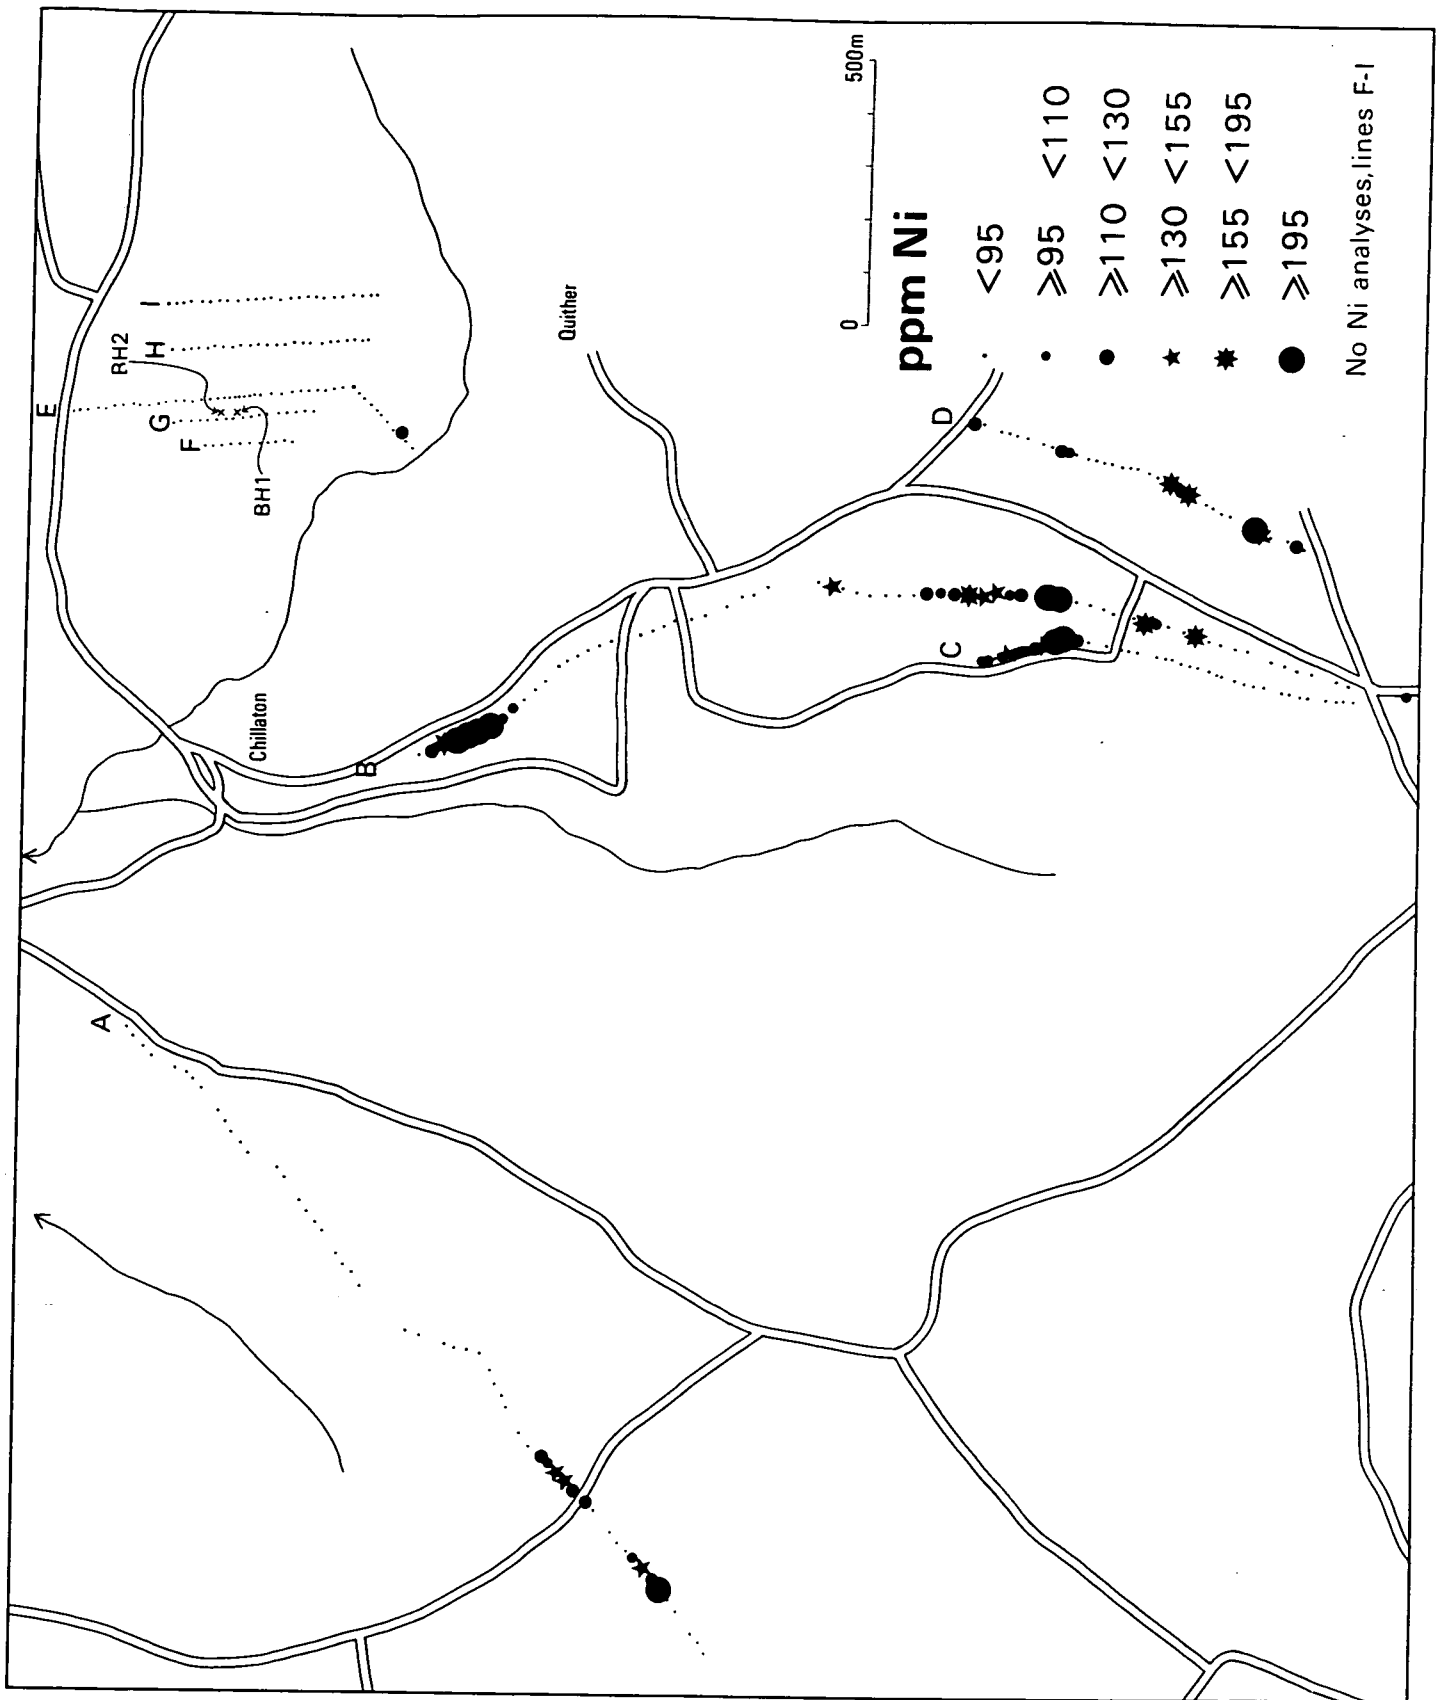 E
A
RH2
I
H
G
F
BH1
Chillaton
B
Quither
0 500m
ppm Ni
D
C
<95
⩾95 <110
⩾110 <130
⩾130 <155
⩾155 <195
⩾195
No Ni analyses,lines F-I